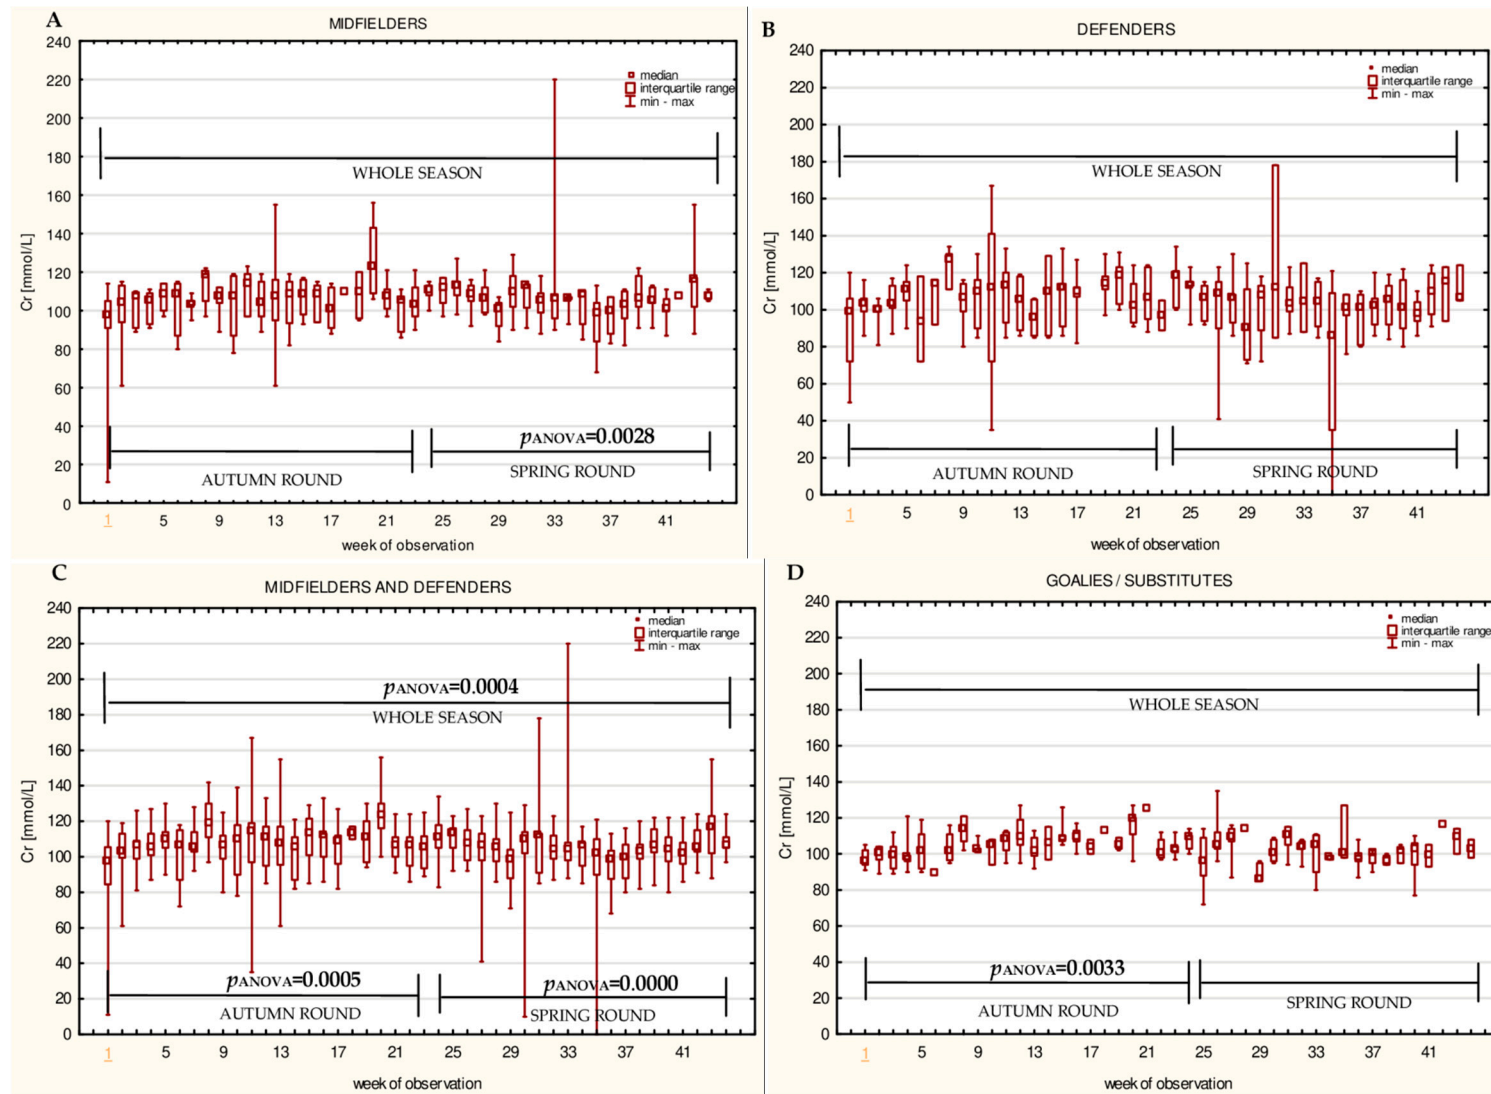 A
MIDFIELDERS
240
220
200
180
160
140
120
100
80
60
40
20
0
Cr [mmol/L]
median
interquartile range
min - max
WHOLE SEASON
pANOVA=0.0028
AUTUMN ROUND
SPRING ROUND
1 5 9 13 17 21 25 29 33 37 41
week of observation
B
DEFENDERS
240
220
200
180
160
140
120
100
80
60
40
20
0
Cr [mmol/L]
median
interquartile range
min - max
WHOLE SEASON
AUTUMN ROUND
SPRING ROUND
1 5 9 13 17 21 25 29 33 37 41
week of observation
C
MIDFIELDERS AND DEFENDERS
240
220
200
180
160
140
120
100
80
60
40
20
0
Cr [mmol/L]
median
interquartile range
min - max
pANOVA=0.0004
WHOLE SEASON
pANOVA=0.0005
pANOVA=0.0000
AUTUMN ROUND
SPRING ROUND
1 5 9 13 17 21 25 29 33 37 41
week of observation
D
GOALIES / SUBSTITUTES
240
220
200
180
160
140
120
100
80
60
40
20
0
Cr [mmol/L]
median
interquartile range
min - max
WHOLE SEASON
pANOVA=0.0033
AUTUMN ROUND
SPRING ROUND
1 5 9 13 17 21 25 29 33 37 41
week of observation